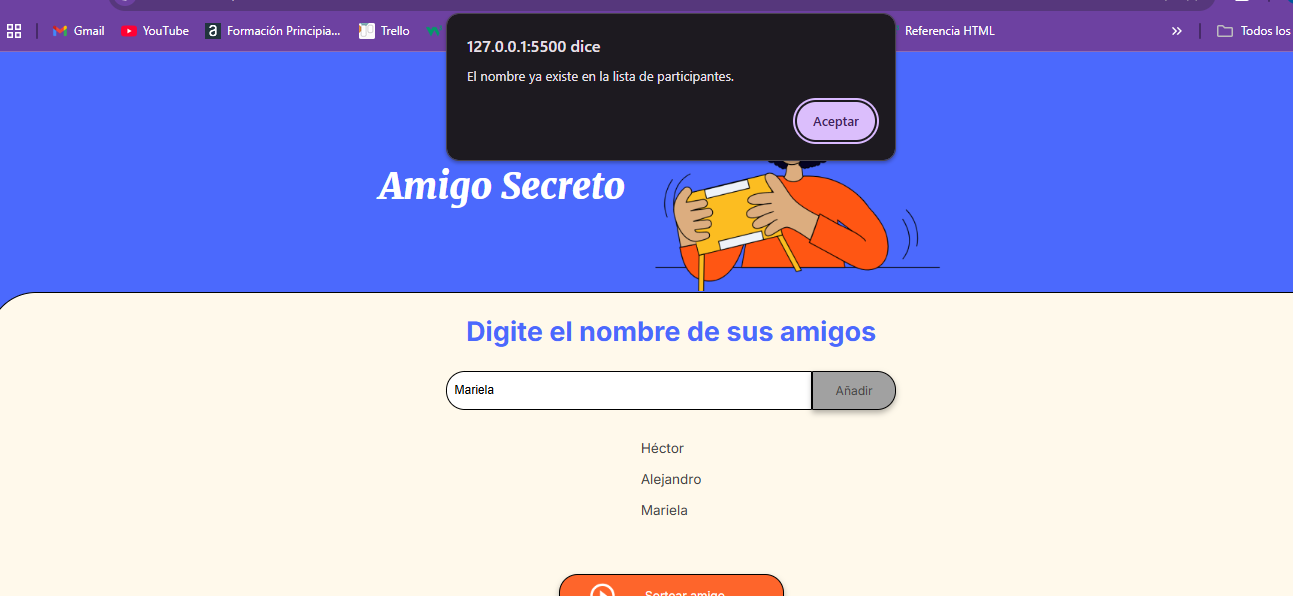 Gmail YouTube Formación Principia... Trello Referencia HTML » Todos los
127.0.0.1:5500 dice
El nombre ya existe en la lista de participantes.
Aceptar
Amigo Secreto
Digite el nombre de sus amigos
Mariela Añadir
Héctor
Alejandro
Mariela
Sortear amigo